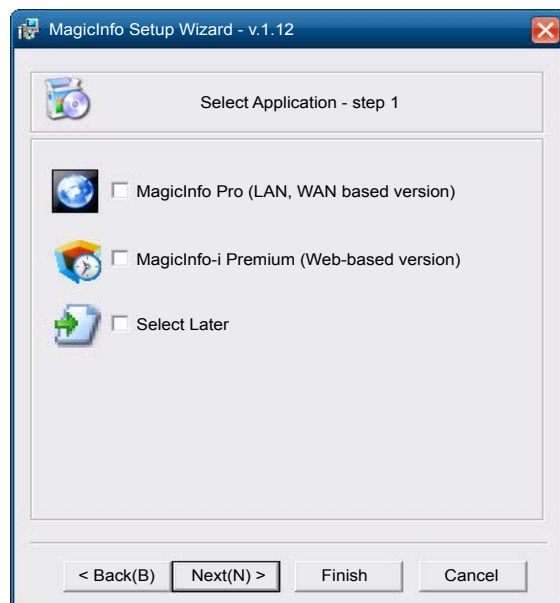 MagicInfo Setup Wizard - v.1.12
Select Application - step 1
MagicInfo Pro (LAN, WAN based version)
MagicInfo-i Premium (Web-based version)
Select Later
< Back(B) Next(N) > Finish Cancel